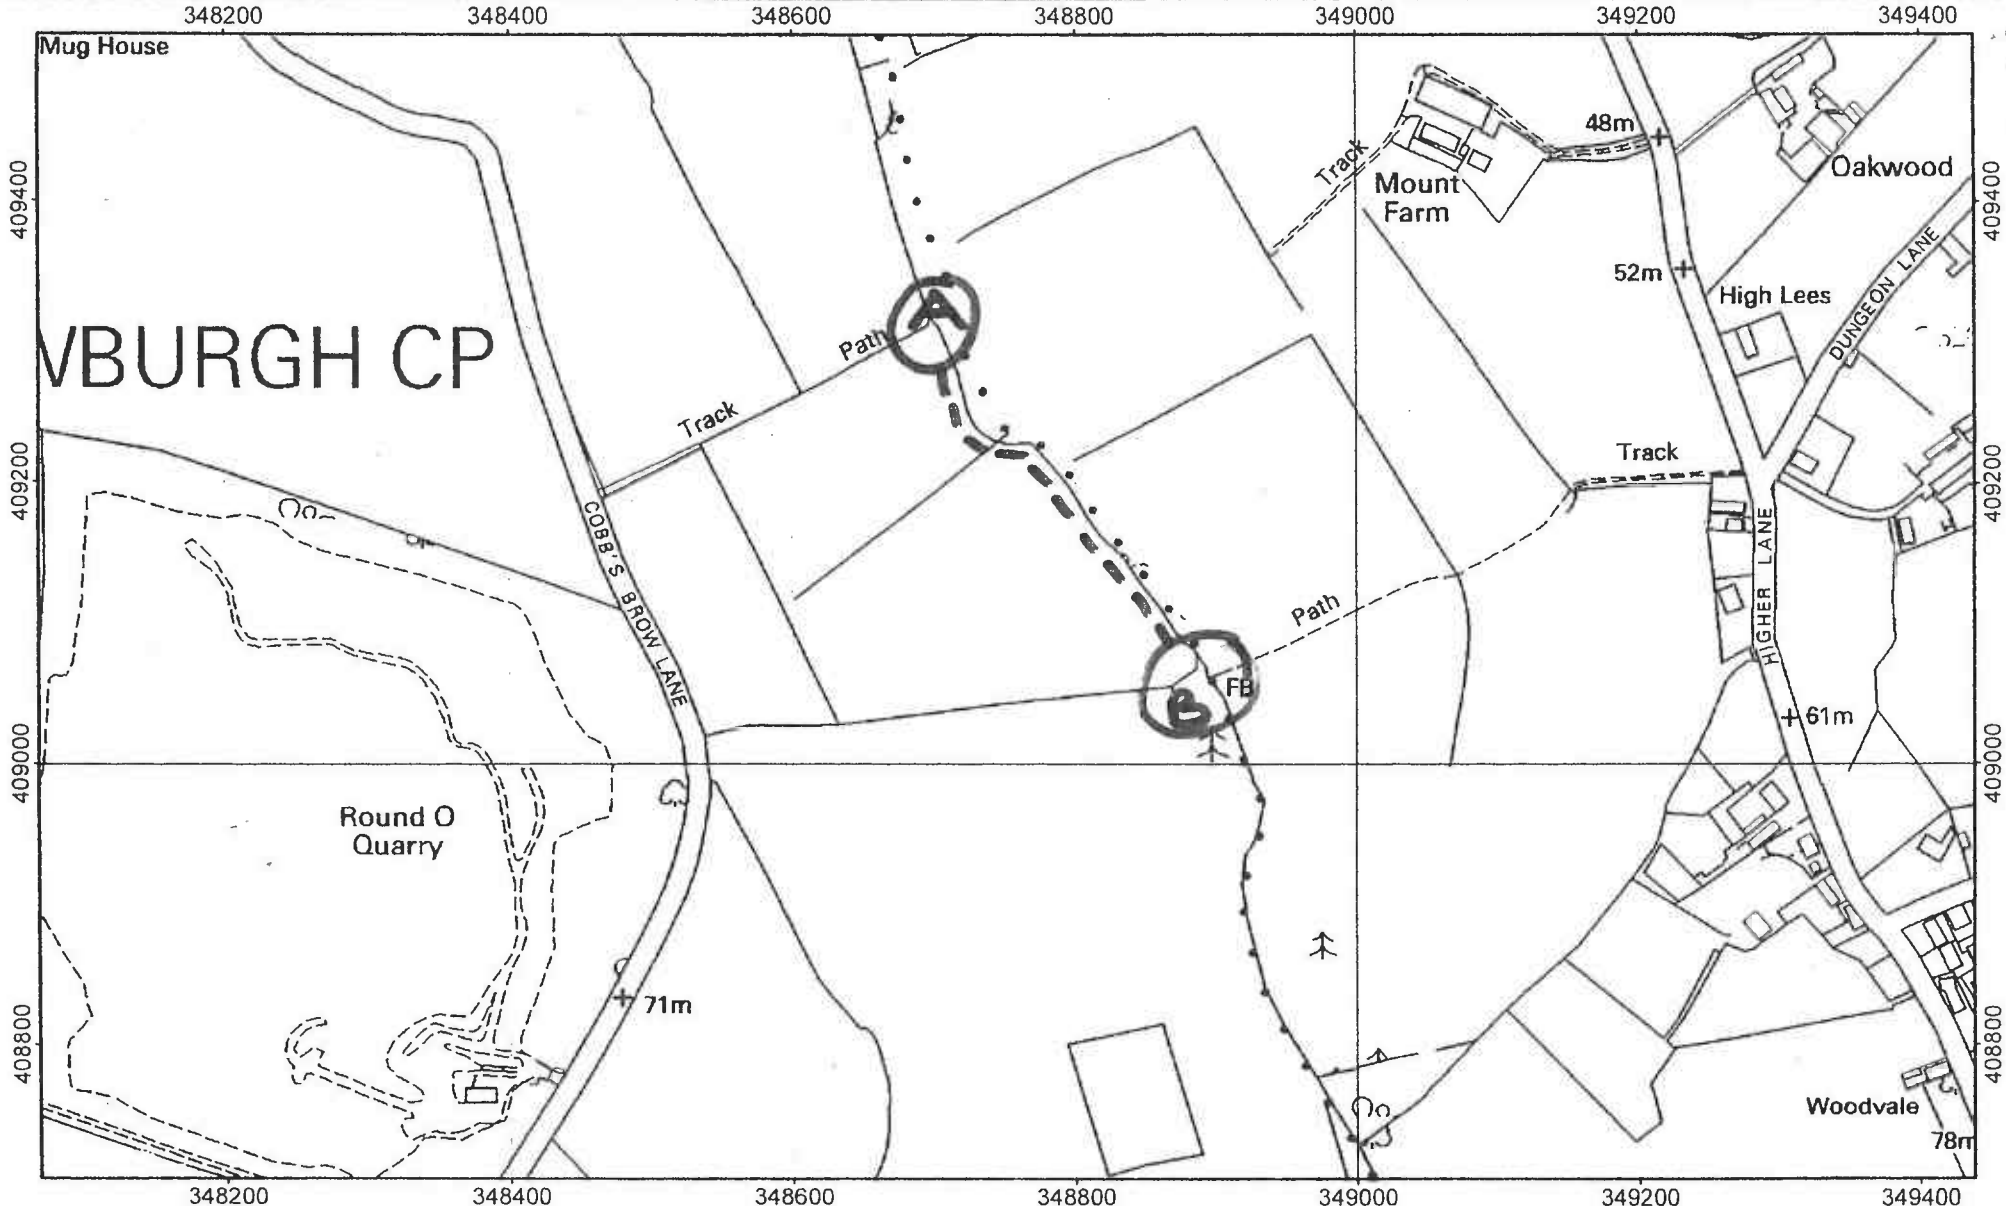 348200 348400 348600 348800 349000 349200 349400
Mug House
48m
Track
Oakwood
409400
Mount
Farm
409400
52m
DUNGEON LANE
High Lees
A
Path
VBURGH CP
Track
Track
409200
409200
COBB'S BROW LANE
HIGHER LANE
Path
FB
B
61m
409000
409000
Round O
Quarry
71m
408800
408800
Woodvale
78m
348200 348400 348600 348800 349000 349200 349400